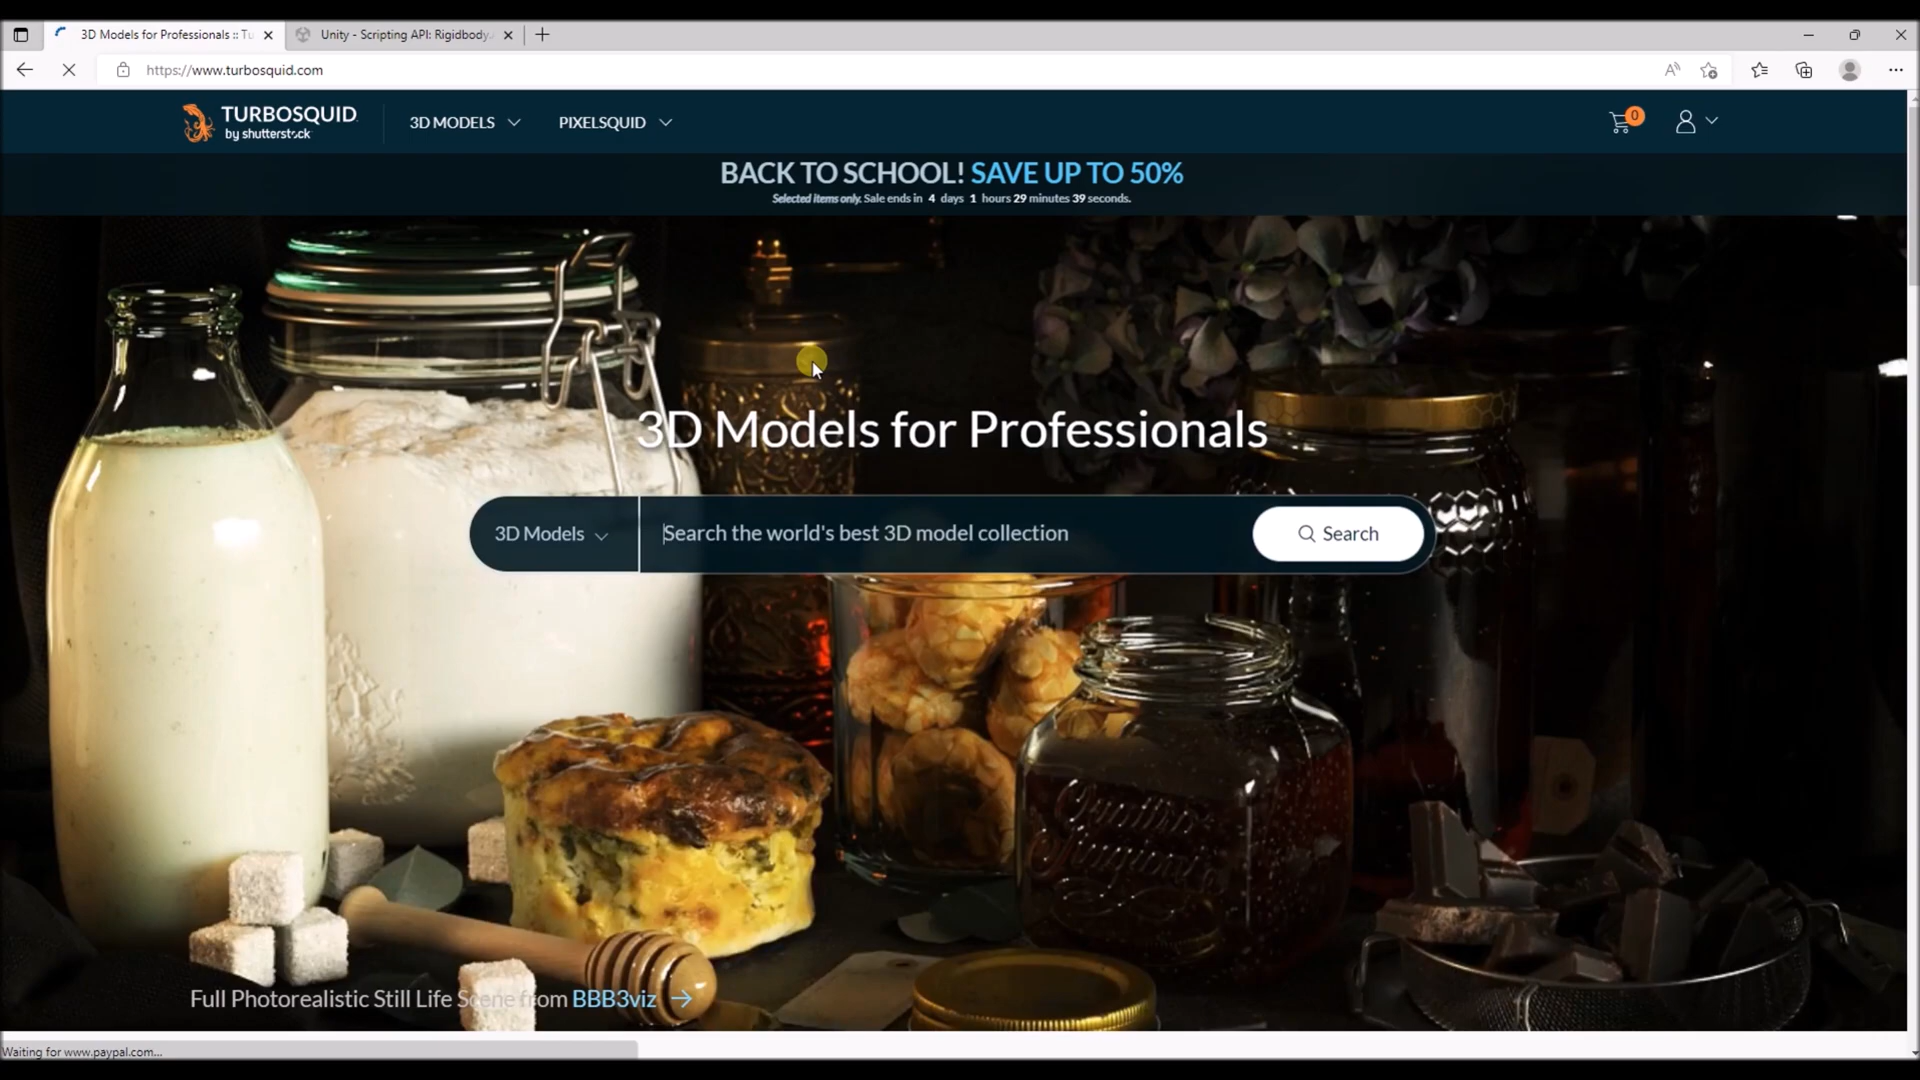 3D Models for Professionals :: Tu
Unity - Scripting API: Rigidbody.
https://www.turbosquid.com
TURBOSQUID
by shutterstock
3D MODELS
PIXELSQUID
0
BACK TO SCHOOL! SAVE UP TO 50%
Selected items only. Sale ends in 4 days 1 hours 29 minutes 39 seconds.
3D Models for Professionals
3D Models
Search the world's best 3D model collection
Search
Full Photorealistic Still Life Scene from BBB3viz
Waiting for www.paypal.com...